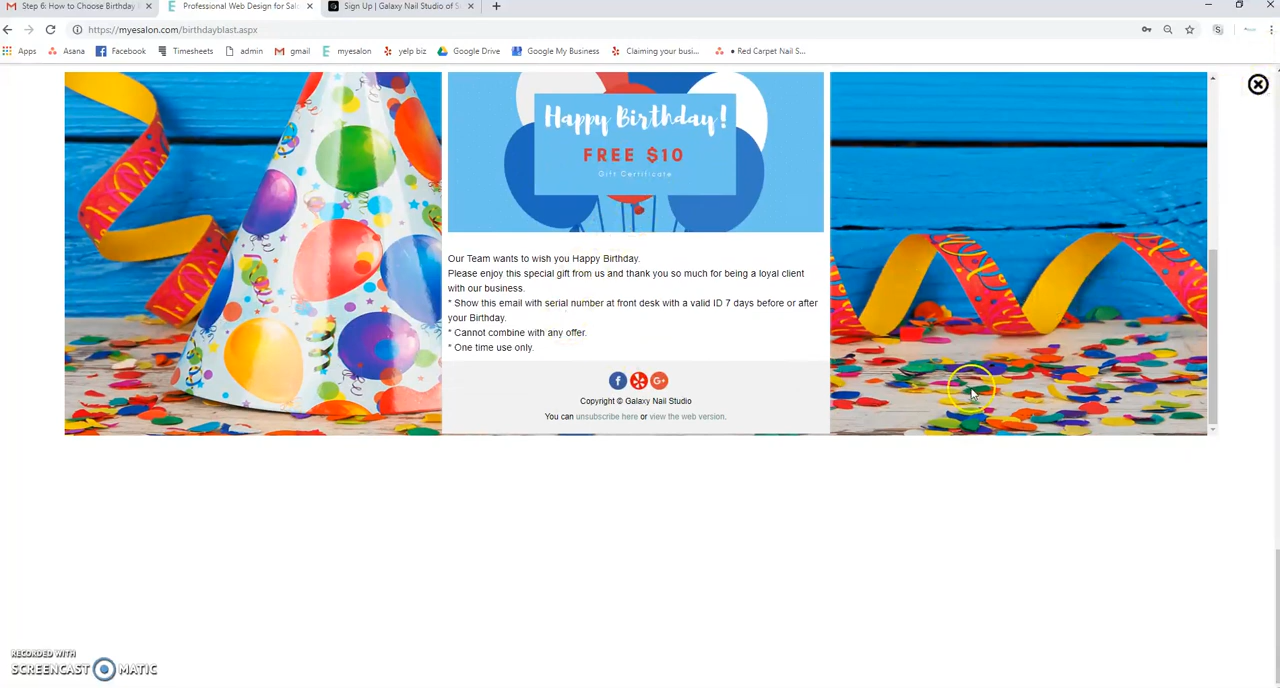 Step 6: How to Choose Birthday
Professional Web Design for Salo
Sign Up | Galaxy Nail Studio of S
https://myesalon.com/birthdayblast.aspx
Apps
Asana
Facebook
Timesheets
admin
gmail
myesalon
yelp biz
Google Drive
Google My Business
Claiming your busi...
• Red Carpet Nail S...
Happy Birthday!
FREE $10
Gift Certificate
Our Team wants to wish you Happy Birthday.
Please enjoy this special gift from us and thank you so much for being a loyal client
with our business.
* Show this email with serial number at front desk with a valid ID 7 days before or after
your Birthday.
* Cannot combine with any offer.
* One time use only.
Copyright © Galaxy Nail Studio
You can unsubscribe here or view the web version.
RECORDED WITH
SCREENCAST MATIC